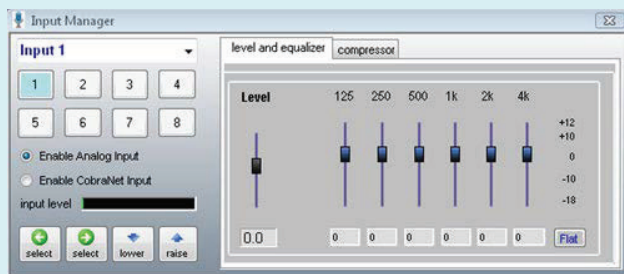 Input Manager
Input 1
1 2 3 4
5 6 7 8
Enable Analog Input
Enable CobraNet Input
input level
select select lower raise
level and equalizer compressor
Level 125 250 500 1k 2k 4k
+12
+10
0
-10
-18
0.0 0 0 0 0 0 0 Flat